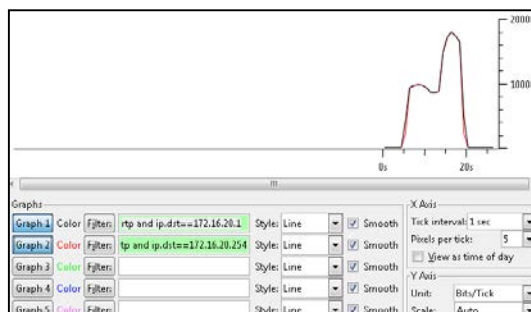 2000
1000
0s 20s
Graphs
X Axis
Graph 1 Color Filter: rtp and ip.dst==172.16.20.1 Style: Line Smooth
Tick interval: 1 sec
Graph 2 Color Filter: tp and ip.dst==172.16.20.254 Style: Line Smooth
Pixels per tick: 5
Graph 3 Color Filter: Style: Line Smooth
View as time of day
Graph 4 Color Filter: Style: Line Smooth
Y Axis
Unit: Bits/Tick
Graph 5 Color Filter: Style: Line Smooth
Scale: Auto